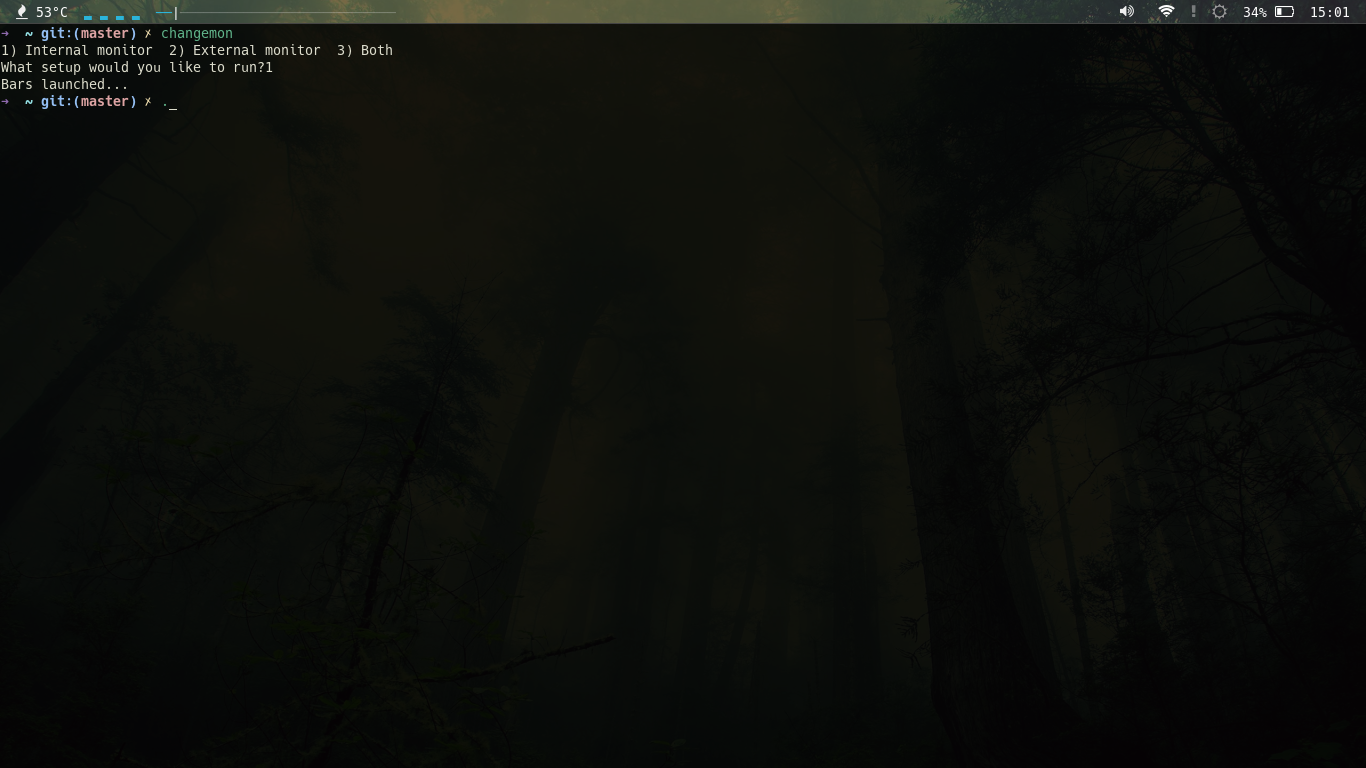 53°C 34% 15:01
➜ ~ git:(master) ✗ changemon
1) Internal monitor 2) External monitor 3) Both
What setup would you like to run?1
Bars launched...
➜ ~ git:(master) ✗ ._